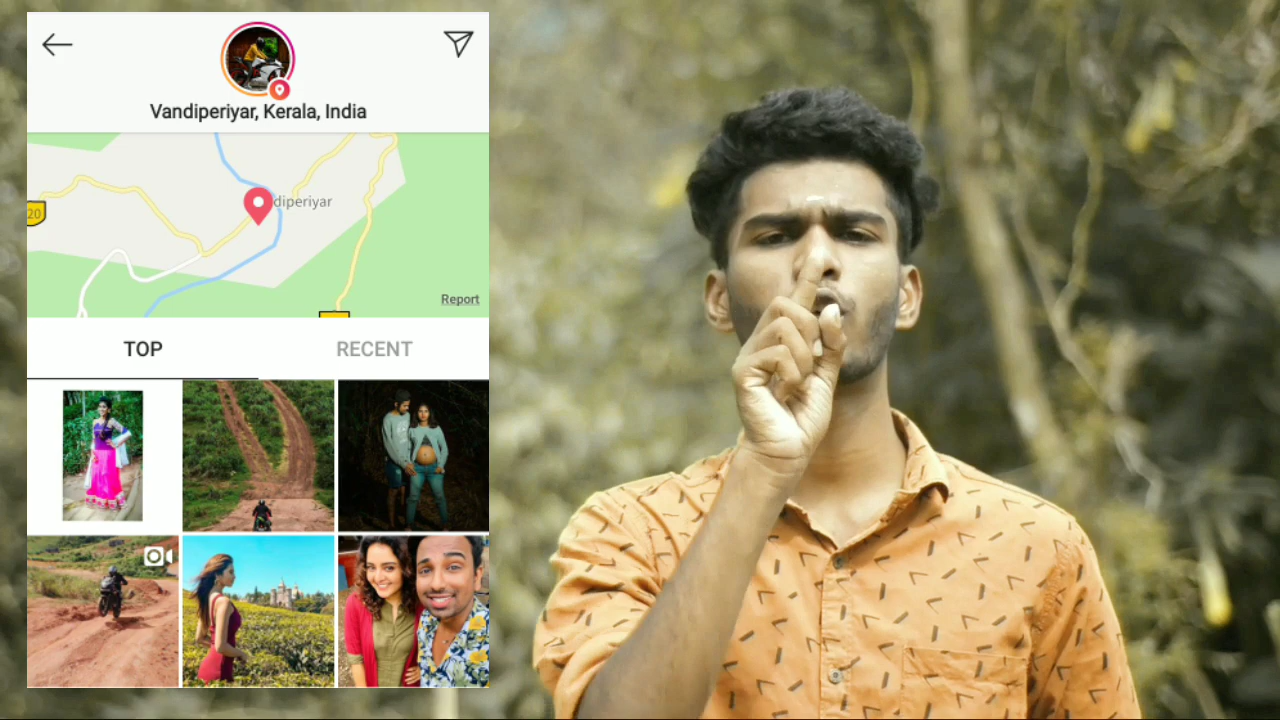 Vandiperiyar, Kerala, India
diperiyar
20
Report
TOP
RECENT